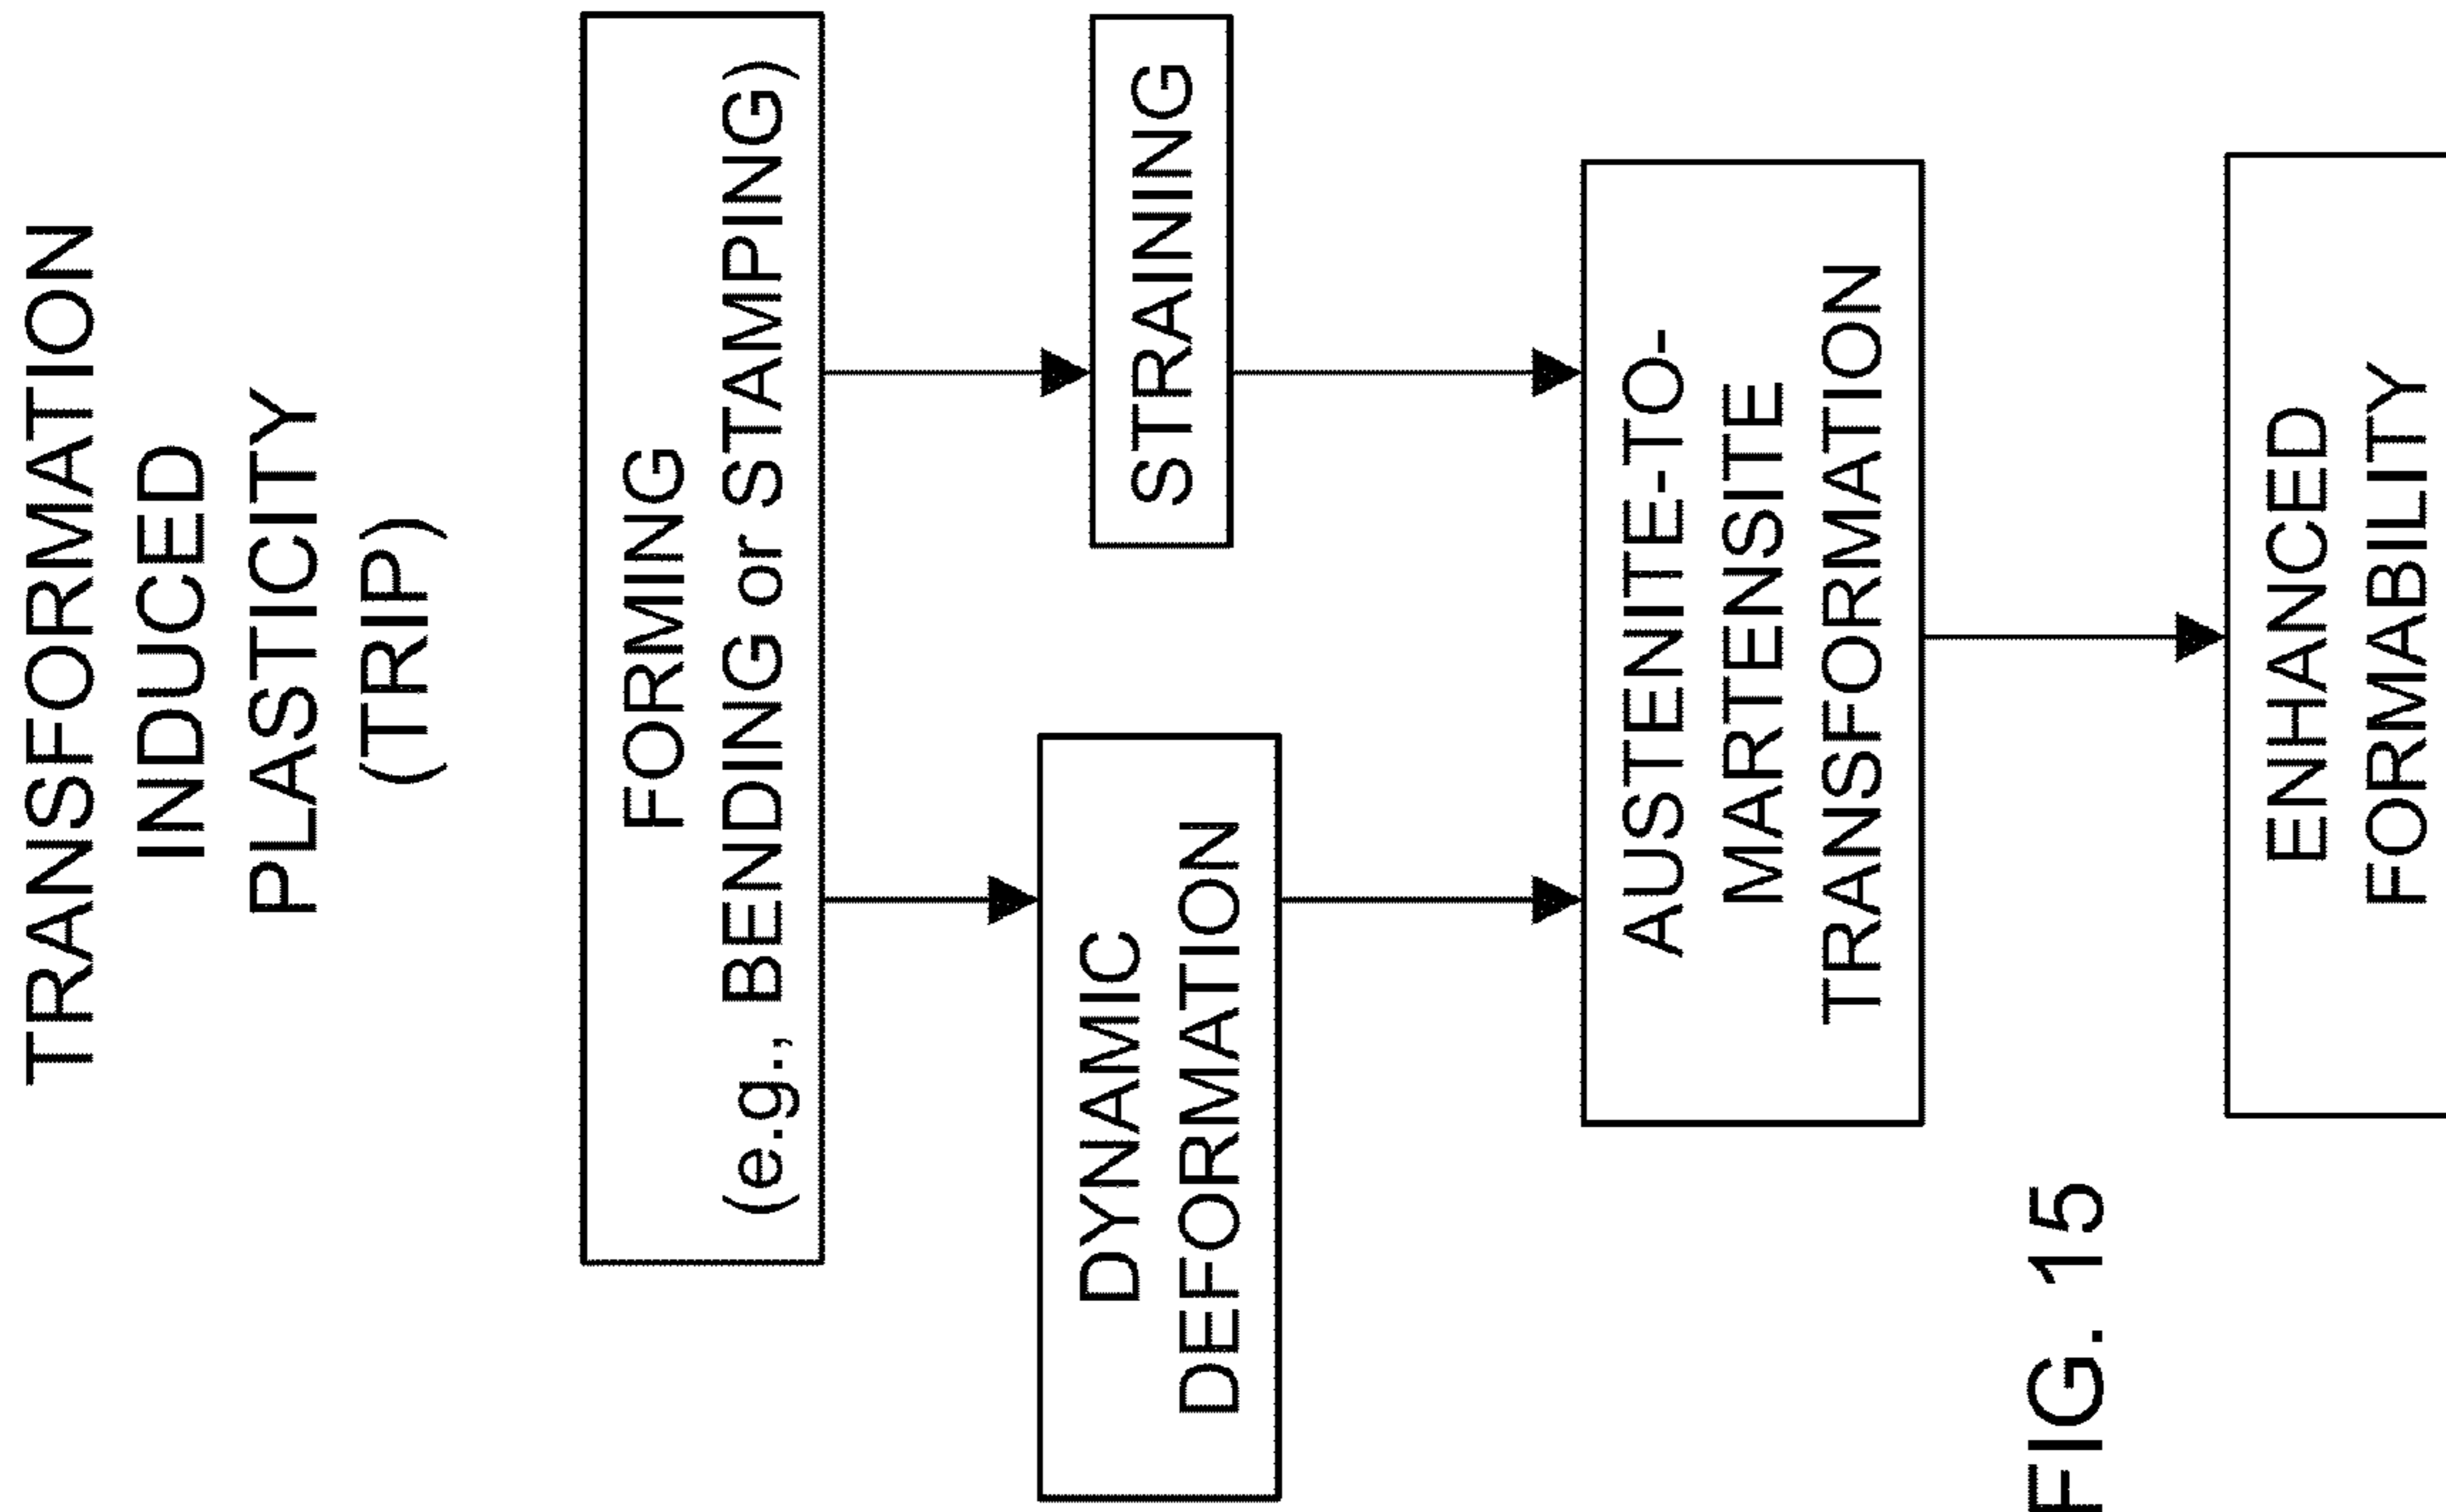 TRANSFORMATION
INDUCED
PLASTICITY
(TRIP)
FORMING
(e.g., BENDING or STAMPING)
DYNAMIC
DEFORMATION
STRAINING
AUSTENITE-TO-
MARTENSITE
TRANSFORMATION
ENHANCED
FORMABILITY
FIG. 15